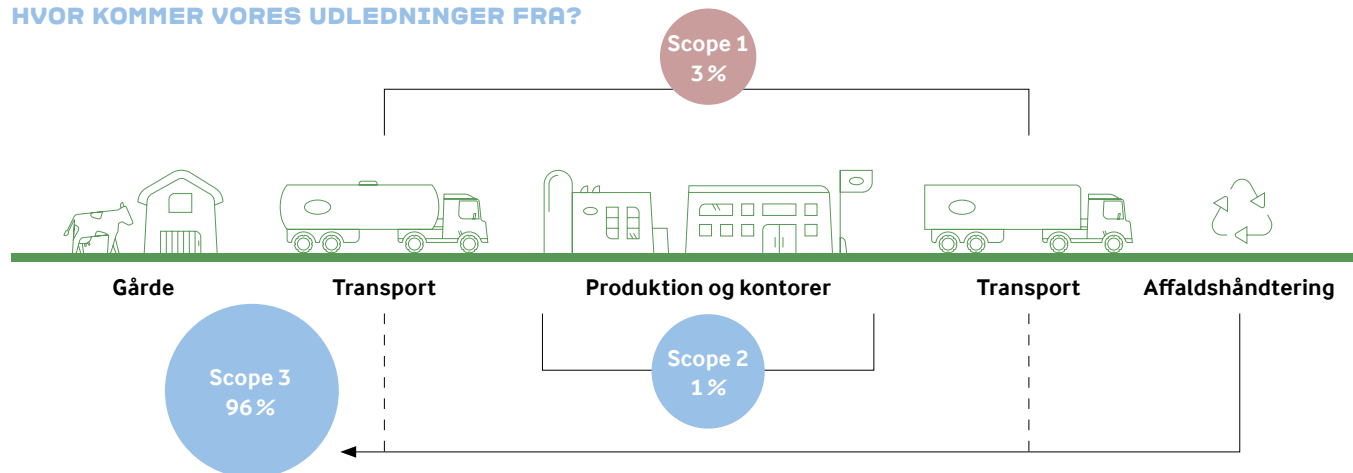 HVOR KOMMER VORES UDLEDNINGER FRA?
Scope 1
3 %
Gårde
Transport
Produktion og kontorer
Transport
Affaldshåndtering
Scope 2
1 %
Scope 3
96 %